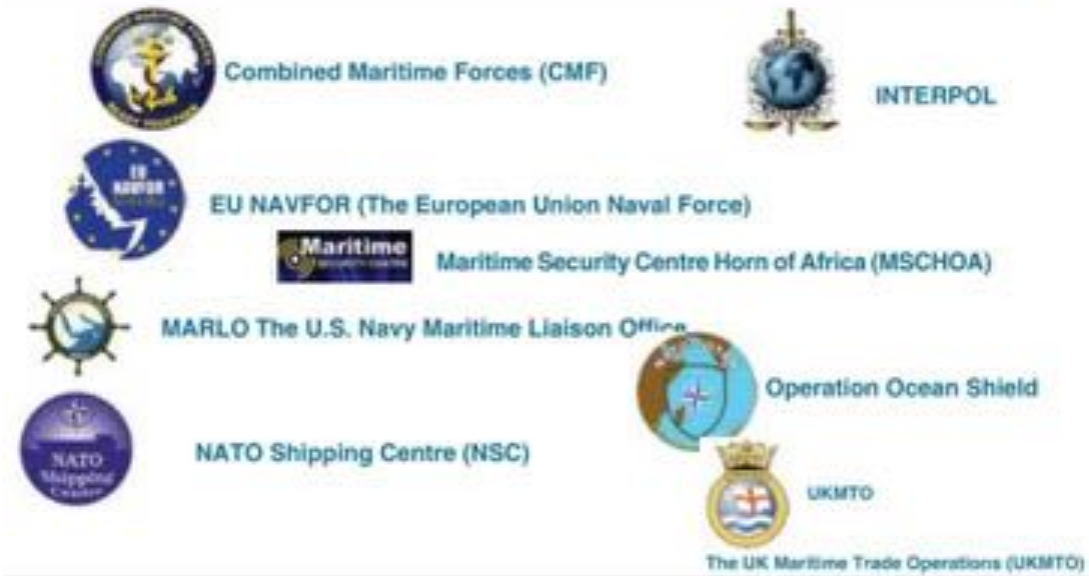 Combined Maritime Forces (CMF)
INTERPOL
EU
NAVFOR
EU NAVFOR (The European Union Naval Force)
Maritime
Maritime Security Centre Horn of Africa (MSCHOA)
MARLO The U.S. Navy Maritime Liaison Office
Operation Ocean Shield
NATO
Shipping
Centre
NATO Shipping Centre (NSC)
UKMTO
The UK Maritime Trade Operations (UKMTO)